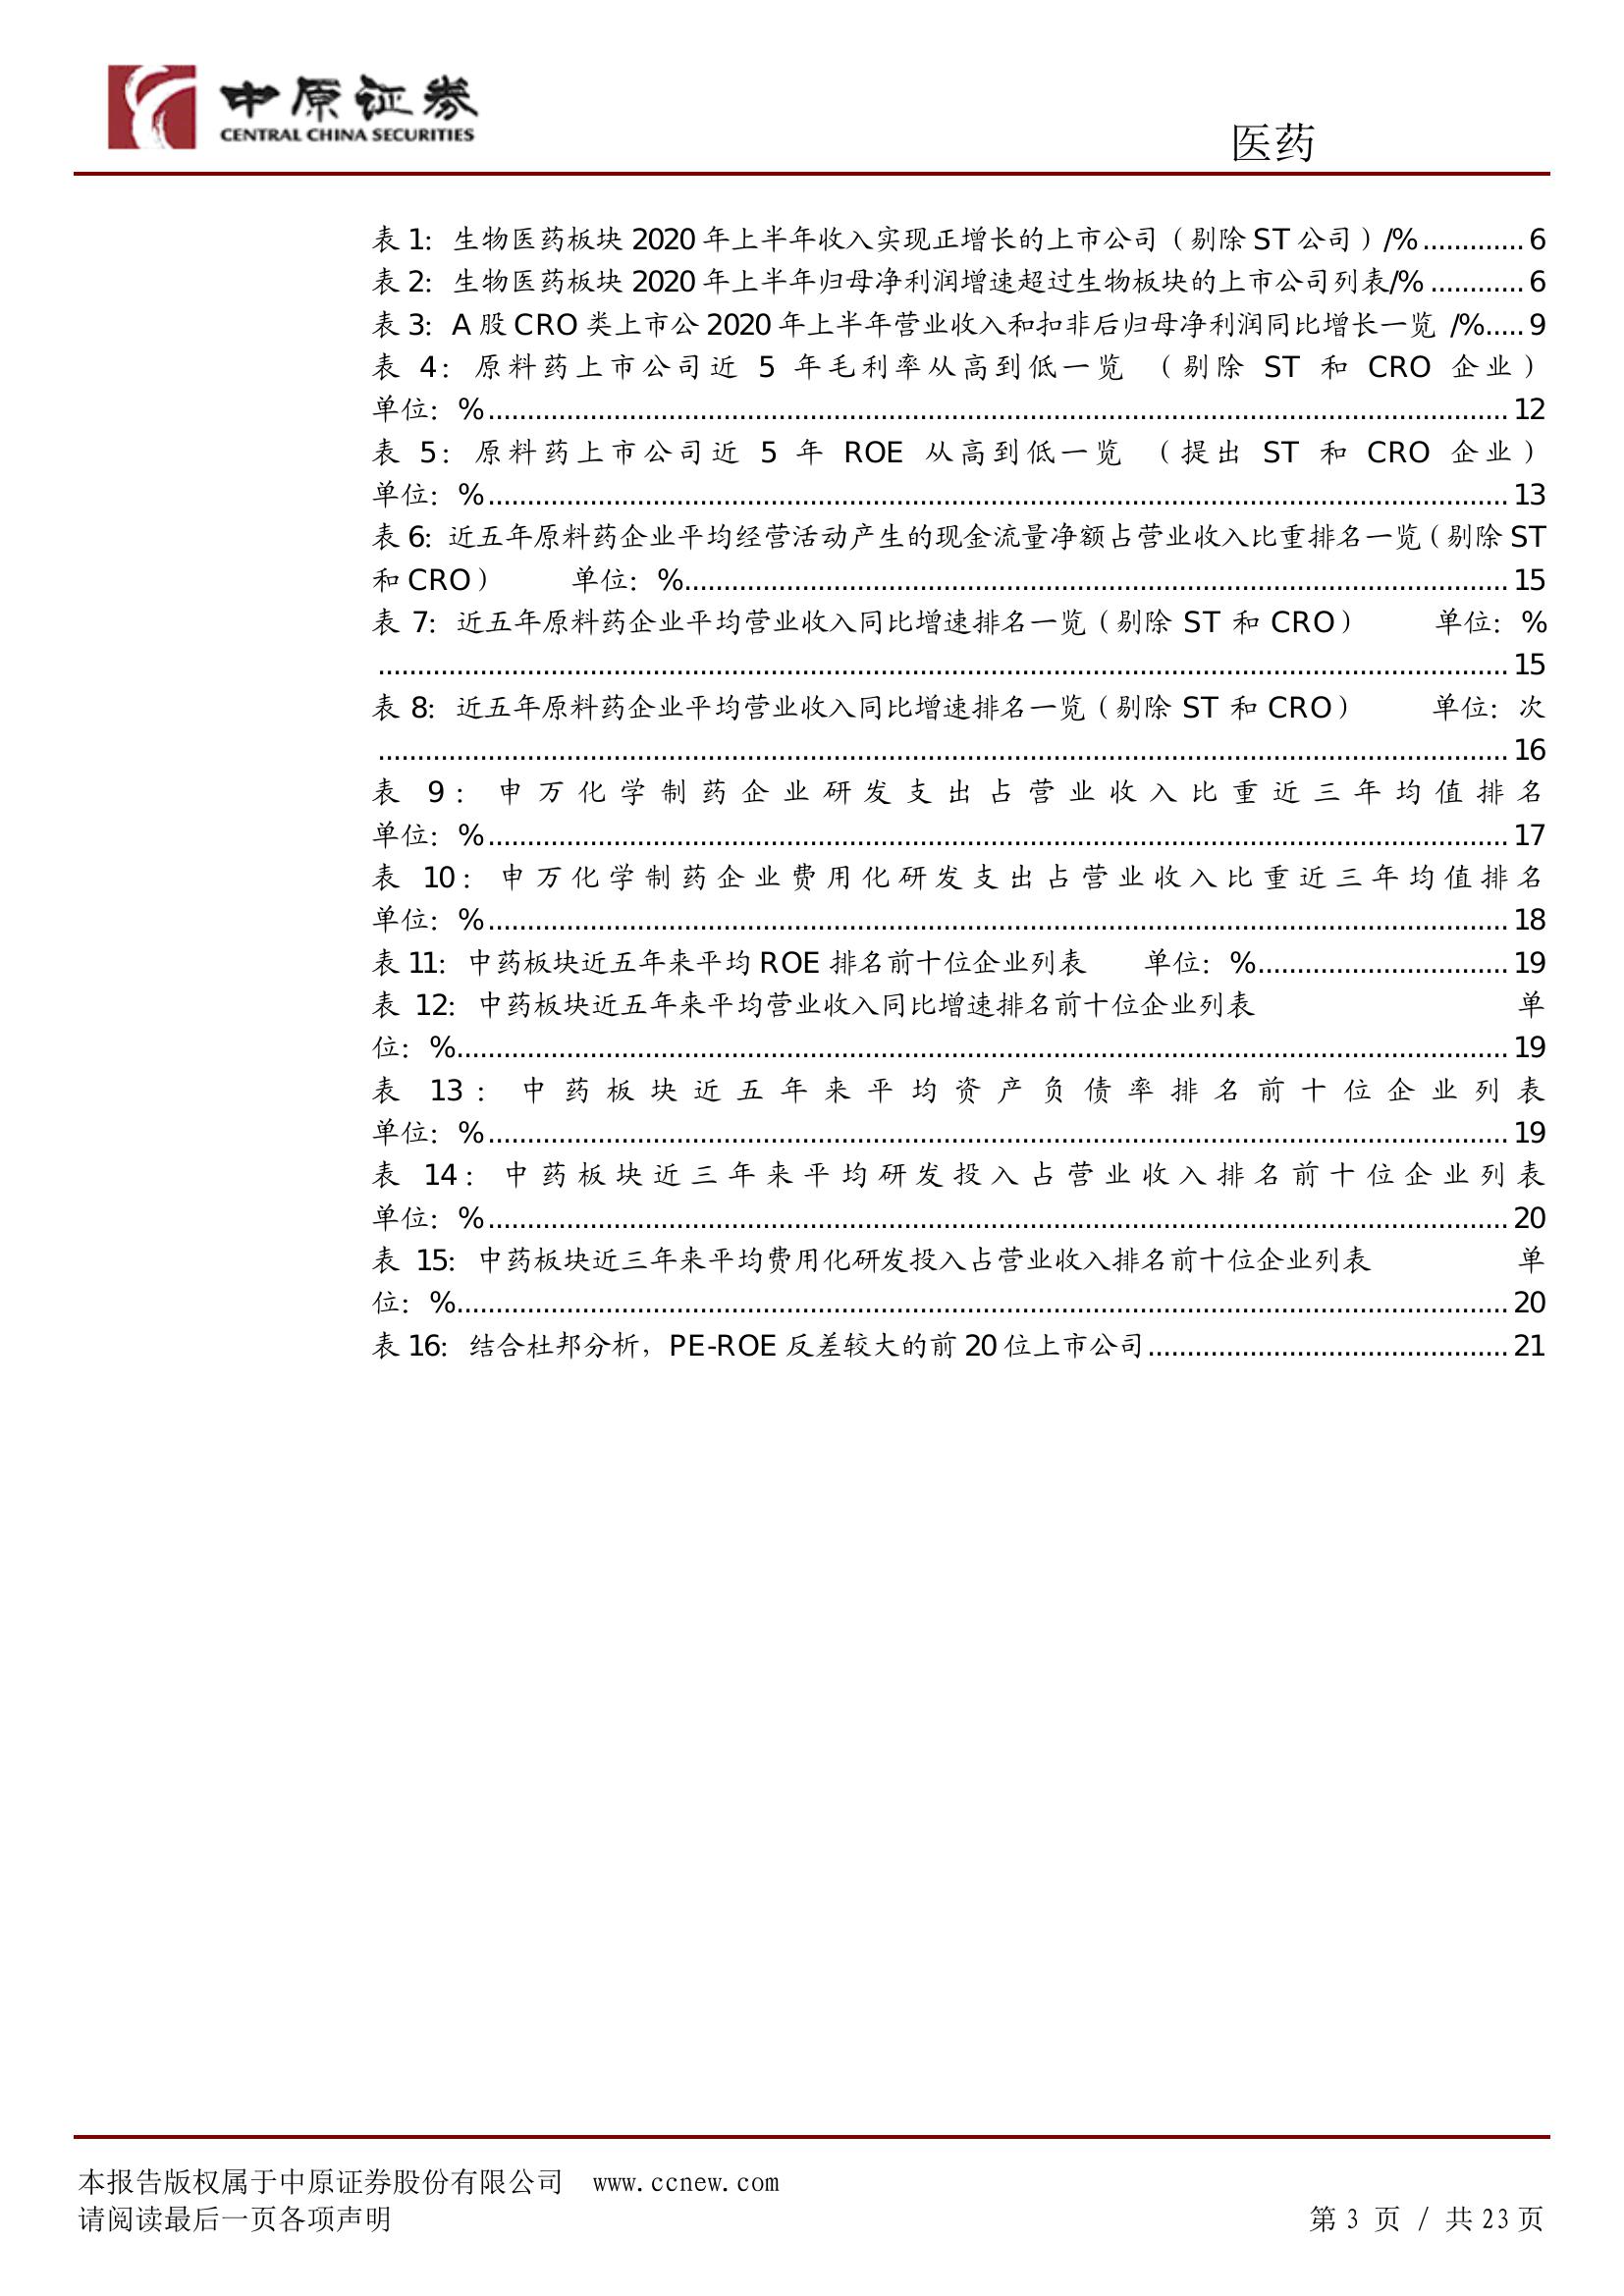 中原证券
CENTRAL CHINA SECURITIES
医药
表 1：生物医药板块 2020 年上半年收入实现正增长的上市公司（剔除 ST 公司）/% ............. 6
表 2：生物医药板块 2020 年上半年归母净利润增速超过生物板块的上市公司列表/% ............ 6
表 3：A 股 CRO 类上市公 2020 年上半年营业收入和扣非后归母净利润同比增长一览 /%..... 9
表 4：原料药上市公司近 5 年毛利率从高到低一览 （剔除 ST 和 CRO 企业）
单位：% ........................................ 12
表 5：原料药上市公司近 5 年 ROE 从高到低一览 （提出 ST 和 CRO 企业）
单位：% ........................................ 13
表 6：近五年原料药企业平均经营活动产生的现金流量净额占营业收入比重排名一览（剔除 ST
和 CRO） 单位：%........................................ 15
表 7：近五年原料药企业平均营业收入同比增速排名一览（剔除 ST 和 CRO） 单位：%
........................................ 15
表 8：近五年原料药企业平均营业收入同比增速排名一览（剔除 ST 和 CRO） 单位：次
........................................ 16
表 9：申万化学制药企业研发支出占营业收入比重近三年均值排名
单位：% ........................................ 17
表 10：申万化学制药企业费用化研发支出占营业收入比重近三年均值排名
单位：% ........................................ 18
表 11：中药板块近五年来平均 ROE 排名前十位企业列表 单位：%................................ 19
表 12：中药板块近五年来平均营业收入同比增速排名前十位企业列表 单
位：%........................................ 19
表 13：中药板块近五年来平均资产负债率排名前十位企业列表
单位：% ........................................ 19
表 14：中药板块近三年来平均研发投入占营业收入排名前十位企业列表
单位：% ........................................ 20
表 15：中药板块近三年来平均费用化研发投入占营业收入排名前十位企业列表 单
位：%........................................ 20
表 16：结合杜邦分析，PE-ROE 反差较大的前 20 位上市公司.............................................. 21
本报告版权属于中原证券股份有限公司 www.ccnew.com
请阅读最后一页各项声明
第 3 页 / 共 23 页